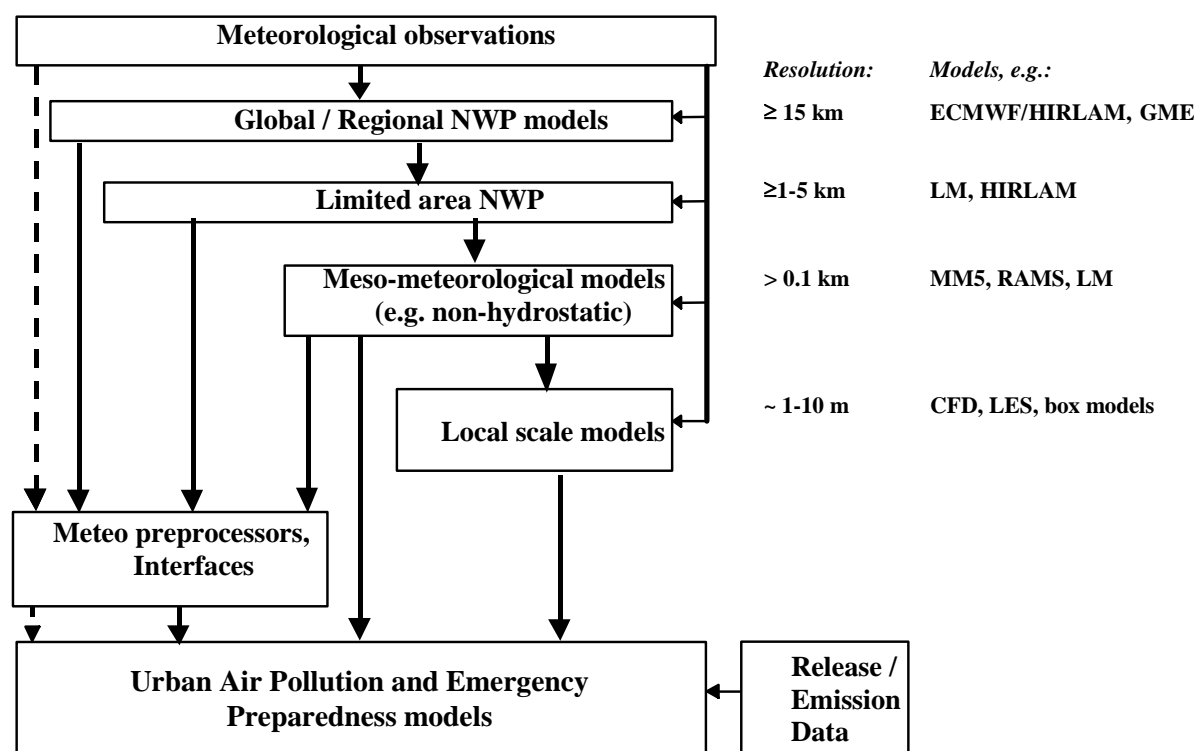 Meteorological observations
Resolution: Models, e.g.:
Global / Regional NWP models
≥ 15 km ECMWF/HIRLAM, GME
Limited area NWP
≥1-5 km LM, HIRLAM
Meso-meteorological models
(e.g. non-hydrostatic)
> 0.1 km MM5, RAMS, LM
Local scale models
~ 1-10 m CFD, LES, box models
Meteo preprocessors,
Interfaces
Urban Air Pollution and Emergency
Preparedness models
Release /
Emission
Data